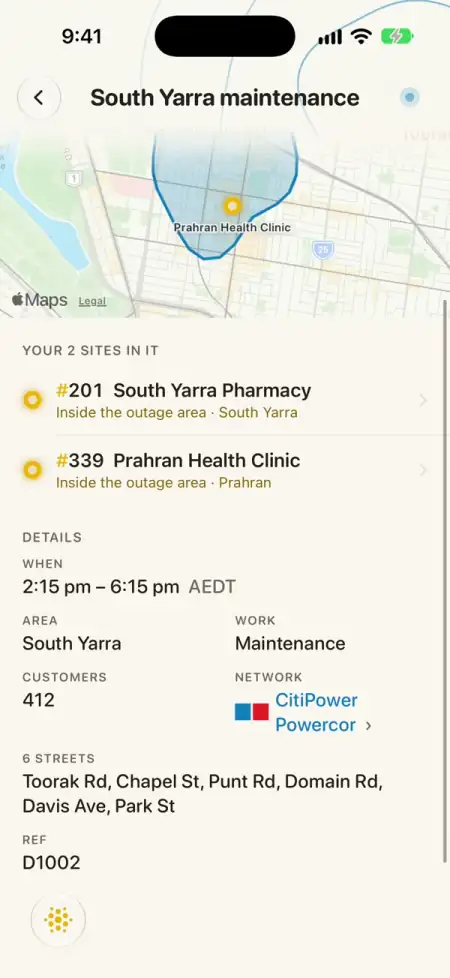 9:41
South Yarra maintenance
1
Prahran Health Clinic
25
Maps Legal
YOUR 2 SITES IN IT
#201 South Yarra Pharmacy
Inside the outage area · South Yarra
#339 Prahran Health Clinic
Inside the outage area · Prahran
DETAILS
WHEN
2:15 pm – 6:15 pm AEDT
AREA
South Yarra
WORK
Maintenance
CUSTOMERS
412
NETWORK
CitiPower
Powercor ›
6 STREETS
Toorak Rd, Chapel St, Punt Rd, Domain Rd,
Davis Ave, Park St
REF
D1002